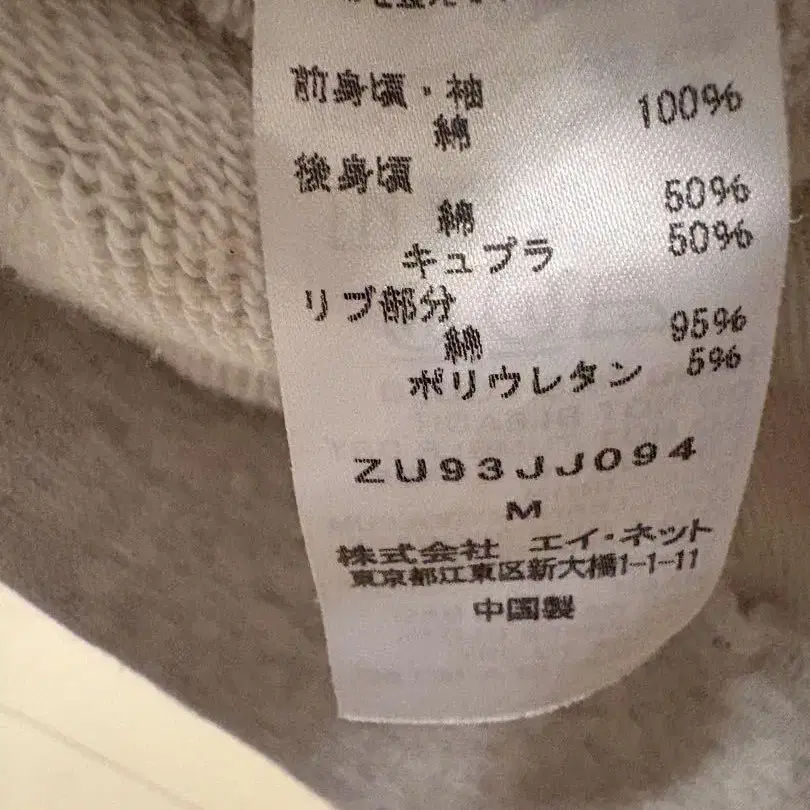 前身頃・袖
綿 100%
後身頃
綿 50%
キュプラ 50%
リブ部分
綿 95%
ポリウレタン 5%
ZU93JJ094
M
株式会社 エイ・ネット
東京都江東区新大橋1-1-11
中国製